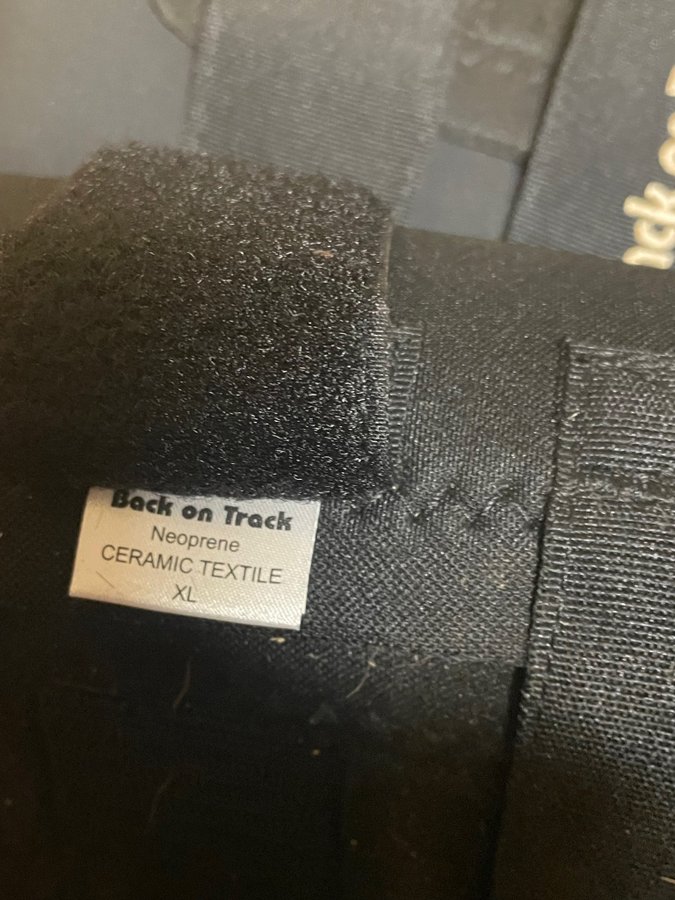 Back on Track
Neoprene
CERAMIC TEXTILE
XL